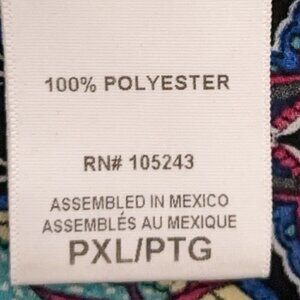 100% POLYESTER
RN# 105243
ASSEMBLED IN MEXICO
ASSEMBLÉS AU MEXIQUE
PXL/PTG